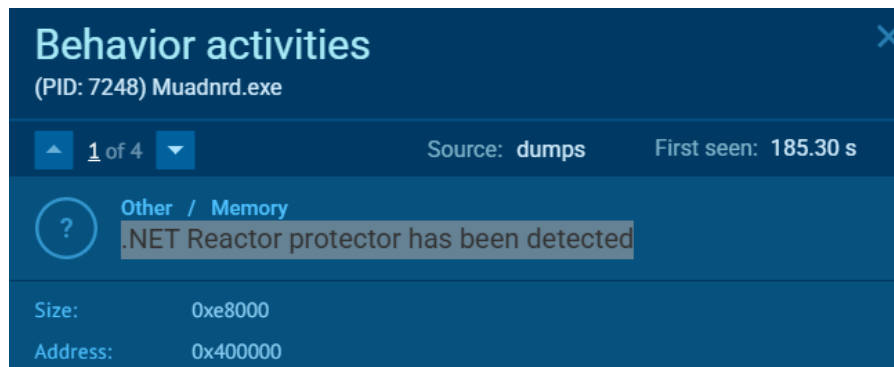 Behavior activities
(PID: 7248) Muadnrd.exe
1 of 4 Source: dumps First seen: 185.30 s
? Other / Memory
.NET Reactor protector has been detected
Size: 0xe8000
Address: 0x400000